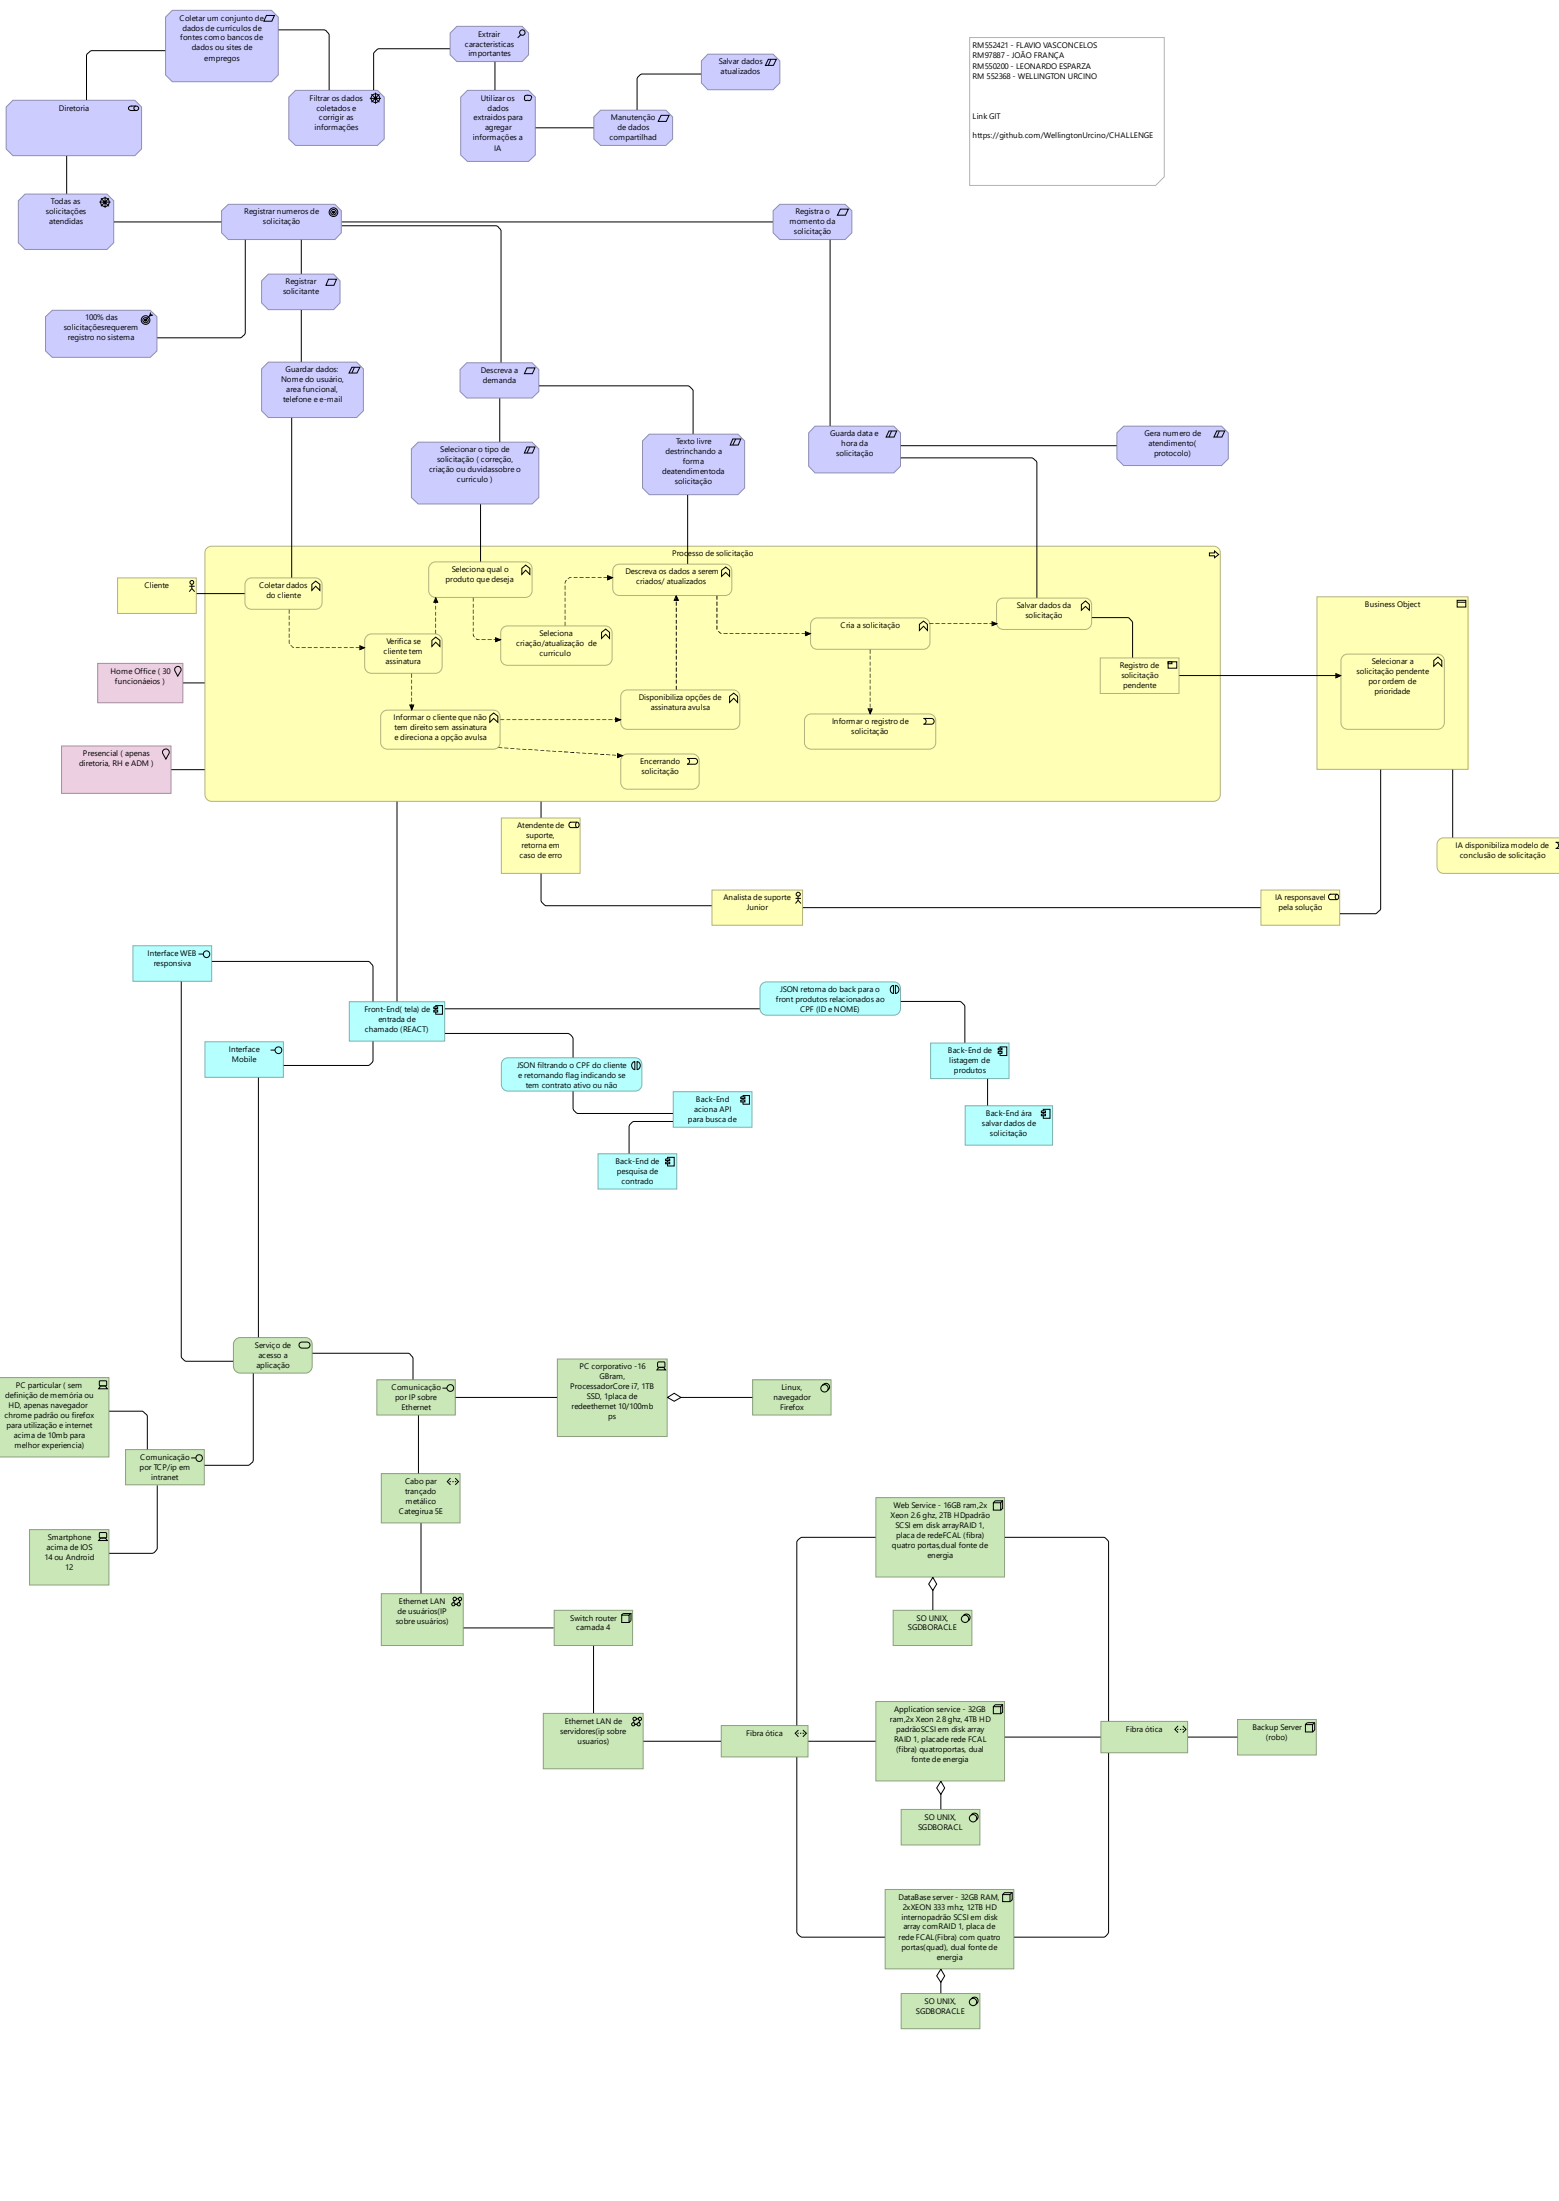 Coletar um conjunto de
dados de curriculos de
fontes como bancos de
dados ou sites de
empregos
Extrair
caracteristicas
importantes
RM552421 - FLAVIO VASCONCELOS
RM97887 - JOÃO FRANÇA
RM550200 - LEONARDO ESPARZA
RM 552368 - WELLINGTON URCINO
Link GIT
https://github.com/WellingtonUrcino/CHALLENGE
Salvar dados
atualizados
Diretoria
Filtrar os dados
coletados e
corrigir as
informações
Utilizar os
dados
extraídos para
agregar
informações a
IA
Manutenção
de dados
compartilhad
Todas as
solicitações
atendidas
Registrar numeros de
solicitação
Registra o
momento da
solicitação
Registrar
solicitante
100% das
solicitaçõesrequerem
registro no sistema
Guardar dados:
Nome do usuário,
area funcional,
telefone e e-mail
Descreva a
demanda
Selecionar o tipo de
solicitação ( correção,
criação ou duvidassobre o
curriculo )
Texto livre
destrinchando a
forma
deatendimentoda
solicitação
Guarda data e
hora da
solicitação
Gera numero de
atendimento(
protocolo)
Processo de solicitação
Cliente
Coletar dados
do cliente
Seleciona qual o
produto que deseja
Descreva os dados a serem
criados/ atualizados
Verifica se
cliente tem
assinatura
Seleciona
criação/atualização  de
curriculo
Cria a solicitação
Salvar dados da
solicitação
Business Object
Home Office ( 30
funcionáeios )
Registro de
solicitação
pendente
Selecionar a
solicitação pendente
por ordem de
prioridade
Informar o cliente que não
tem direito sem assinatura
e direciona a opção avulsa
Disponibiliza opções de
assinatura avulsa
Informar o registro de
solicitação
Presencial ( apenas
diretoria, RH e ADM )
Encerrando
solicitação
Atendente de
suporte,
retorna em
caso de erro
IA disponibiliza modelo de
conclusão de solicitação
Analista de suporte
Junior
IA responsavel
pela solução
Interface WEB
responsiva
Front-End( tela) de
entrada de
chamado (REACT)
JSON retorna do back para o
front produtos relacionados ao
CPF (ID e NOME)
Interface
Mobile
JSON filtrando o CPF do cliente
e retornando flag indicando se
tem contrato ativo ou não
Back-End de
listagem de
produtos
Back-End
aciona API
para busca de
Back-End ára
salvar dados de
solicitação
Back-End de
pesquisa de
contrado
Serviço de
acesso a
aplicação
PC particular ( sem
definição de memória ou
HD, apenas navegador
chrome padrão ou firefox
para utilização e internet
acima de 10mb para
melhor experiencia)
Comunicação
por IP sobre
Ethernet
PC corporativo -16
GBram,
ProcessadorCore i7, 1TB
SSD, 1placa de
redeethernet 10/100mb
ps
Linux,
navegador
Firefox
Comunicação
por TCP/ip em
intranet
Cabo par
trançado
metálico
Categirua 5E
Smartphone
acima de IOS
14 ou Android
12
Web Service - 16GB ram,2x
Xeon 2.6 ghz, 2TB HDpadrão
SCSI em disk arrayRAID 1,
placa de redeFCAL (fibra)
quatro portas,dual fonte de
energia
Ethernet LAN
de usuários(IP
sobre usuários)
Switch router
camada 4
SO UNIX,
SGDBORACLE
Ethernet LAN de
servidores(ip sobre
usuarios)
Fibra ótica
Application service - 32GB
ram,2x Xeon 2.8 ghz, 4TB HD
padrãoSCSI em disk array
RAID 1, placade rede FCAL
(fibra) quatroportas, dual
fonte de energia
Fibra ótica
Backup Server
(robo)
SO UNIX,
SGDBORACL
DataBase server - 32GB RAM,
2xXEON 333 mhz, 12TB HD
internopadrão SCSI em disk
array comRAID 1, placa de
rede FCAL(Fibra) com quatro
portas(quad), dual fonte de
energia
SO UNIX,
SGDBORACLE